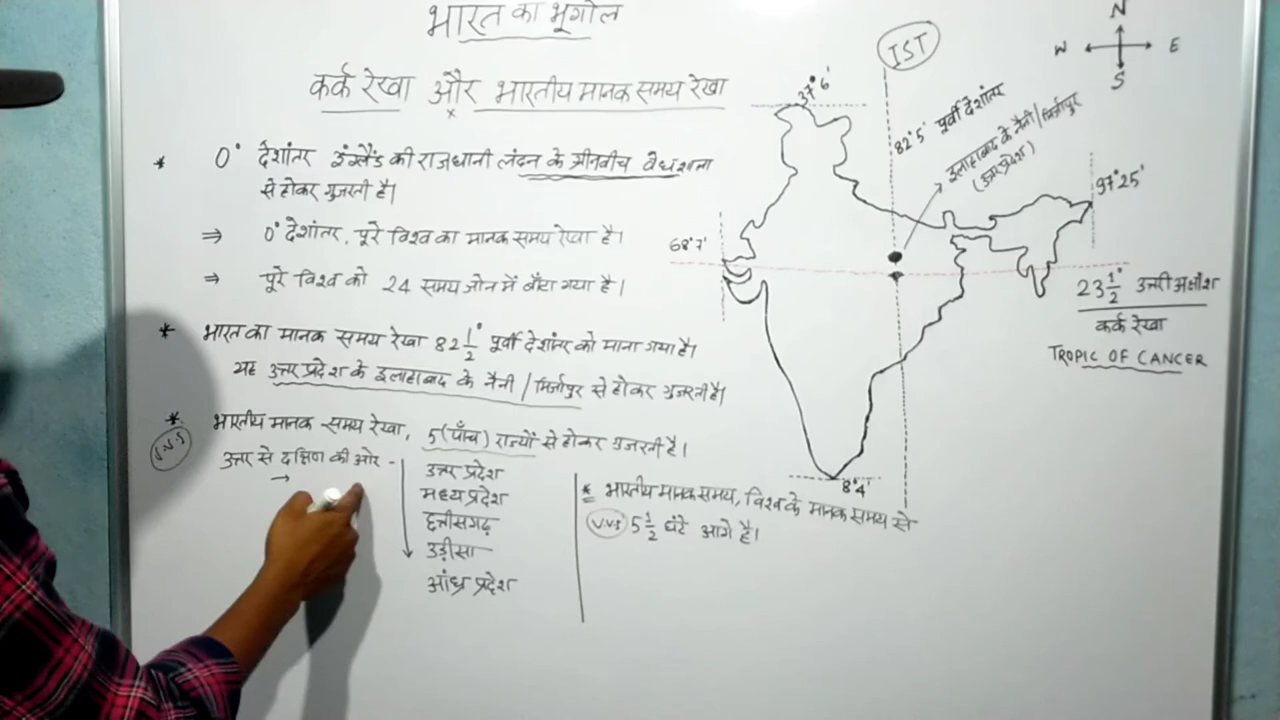 भारत का भूगोल
कर्क रेखा और भारतीय मानक समय रेखा
* 0° देशांतर इंग्लैंड की राजधानी लंदन के ग्रीनवीच वेधशाला
से होकर गुजरती है।
⇒ 0° देशांतर, पूरे विश्व का मानक समय रेखा है।
⇒ पूरे विश्व को 24 समय जोन में बाँटा गया है।
* भारत का मानक समय रेखा 82 1/2° पूर्वी देशांतर को माना गया है।
यह उत्तर प्रदेश के इलाहाबाद के नैनी / मिर्जापुर से होकर गुजरती है।
* भारतीय मानक समय रेखा, 5 (पाँच) राज्यों से होकर गुजरती है।
उत्तर से दक्षिण की ओर -
→
उत्तर प्रदेश
मध्य प्रदेश
छत्तीसगढ़
उड़ीसा
आंध्र प्रदेश
* भारतीय मानक समय, विश्व के मानक समय से
V.V.I 5 1/2 घंटे आगे है।
IST
37°6'
82°5' पूर्वी देशांतर
इलाहाबाद के नैनी / मिर्जापुर
(उत्तर प्रदेश)
N
W E
S
97°25'
68°7'
8°4'
23 1/2° उत्तरी अक्षांश
कर्क रेखा
TROPIC OF CANCER